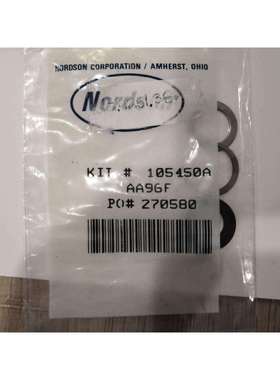 NORDSON CORPORATION / AMHERST, OHIO
Nordson
KIT # 105450A
AA96F
PO# 270580